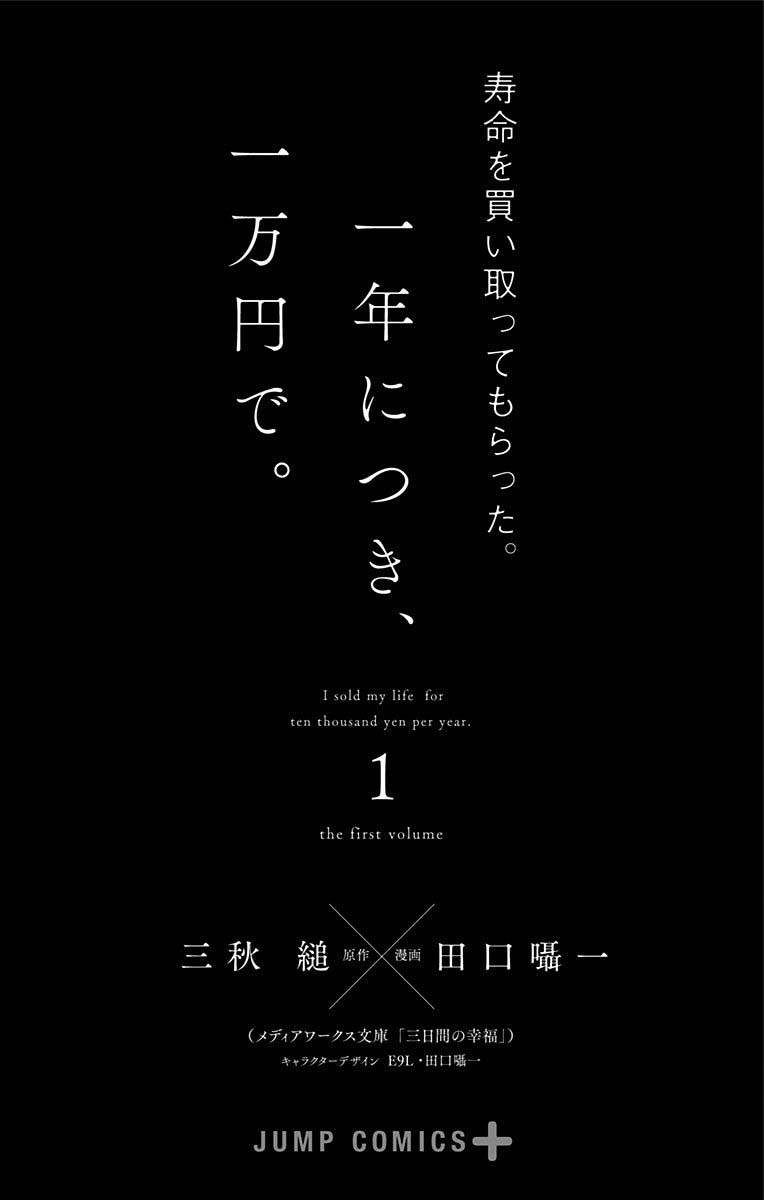 寿命を買い取ってもらった。
一年につき、
一万円で。
I sold my life for
ten thousand yen per year.
1
the first volume
三秋 縋 原作 × 漫画 田口囁一
(メディアワークス文庫「三日間の幸福」)
キャラクターデザイン E9L・田口囁一
JUMP COMICS+